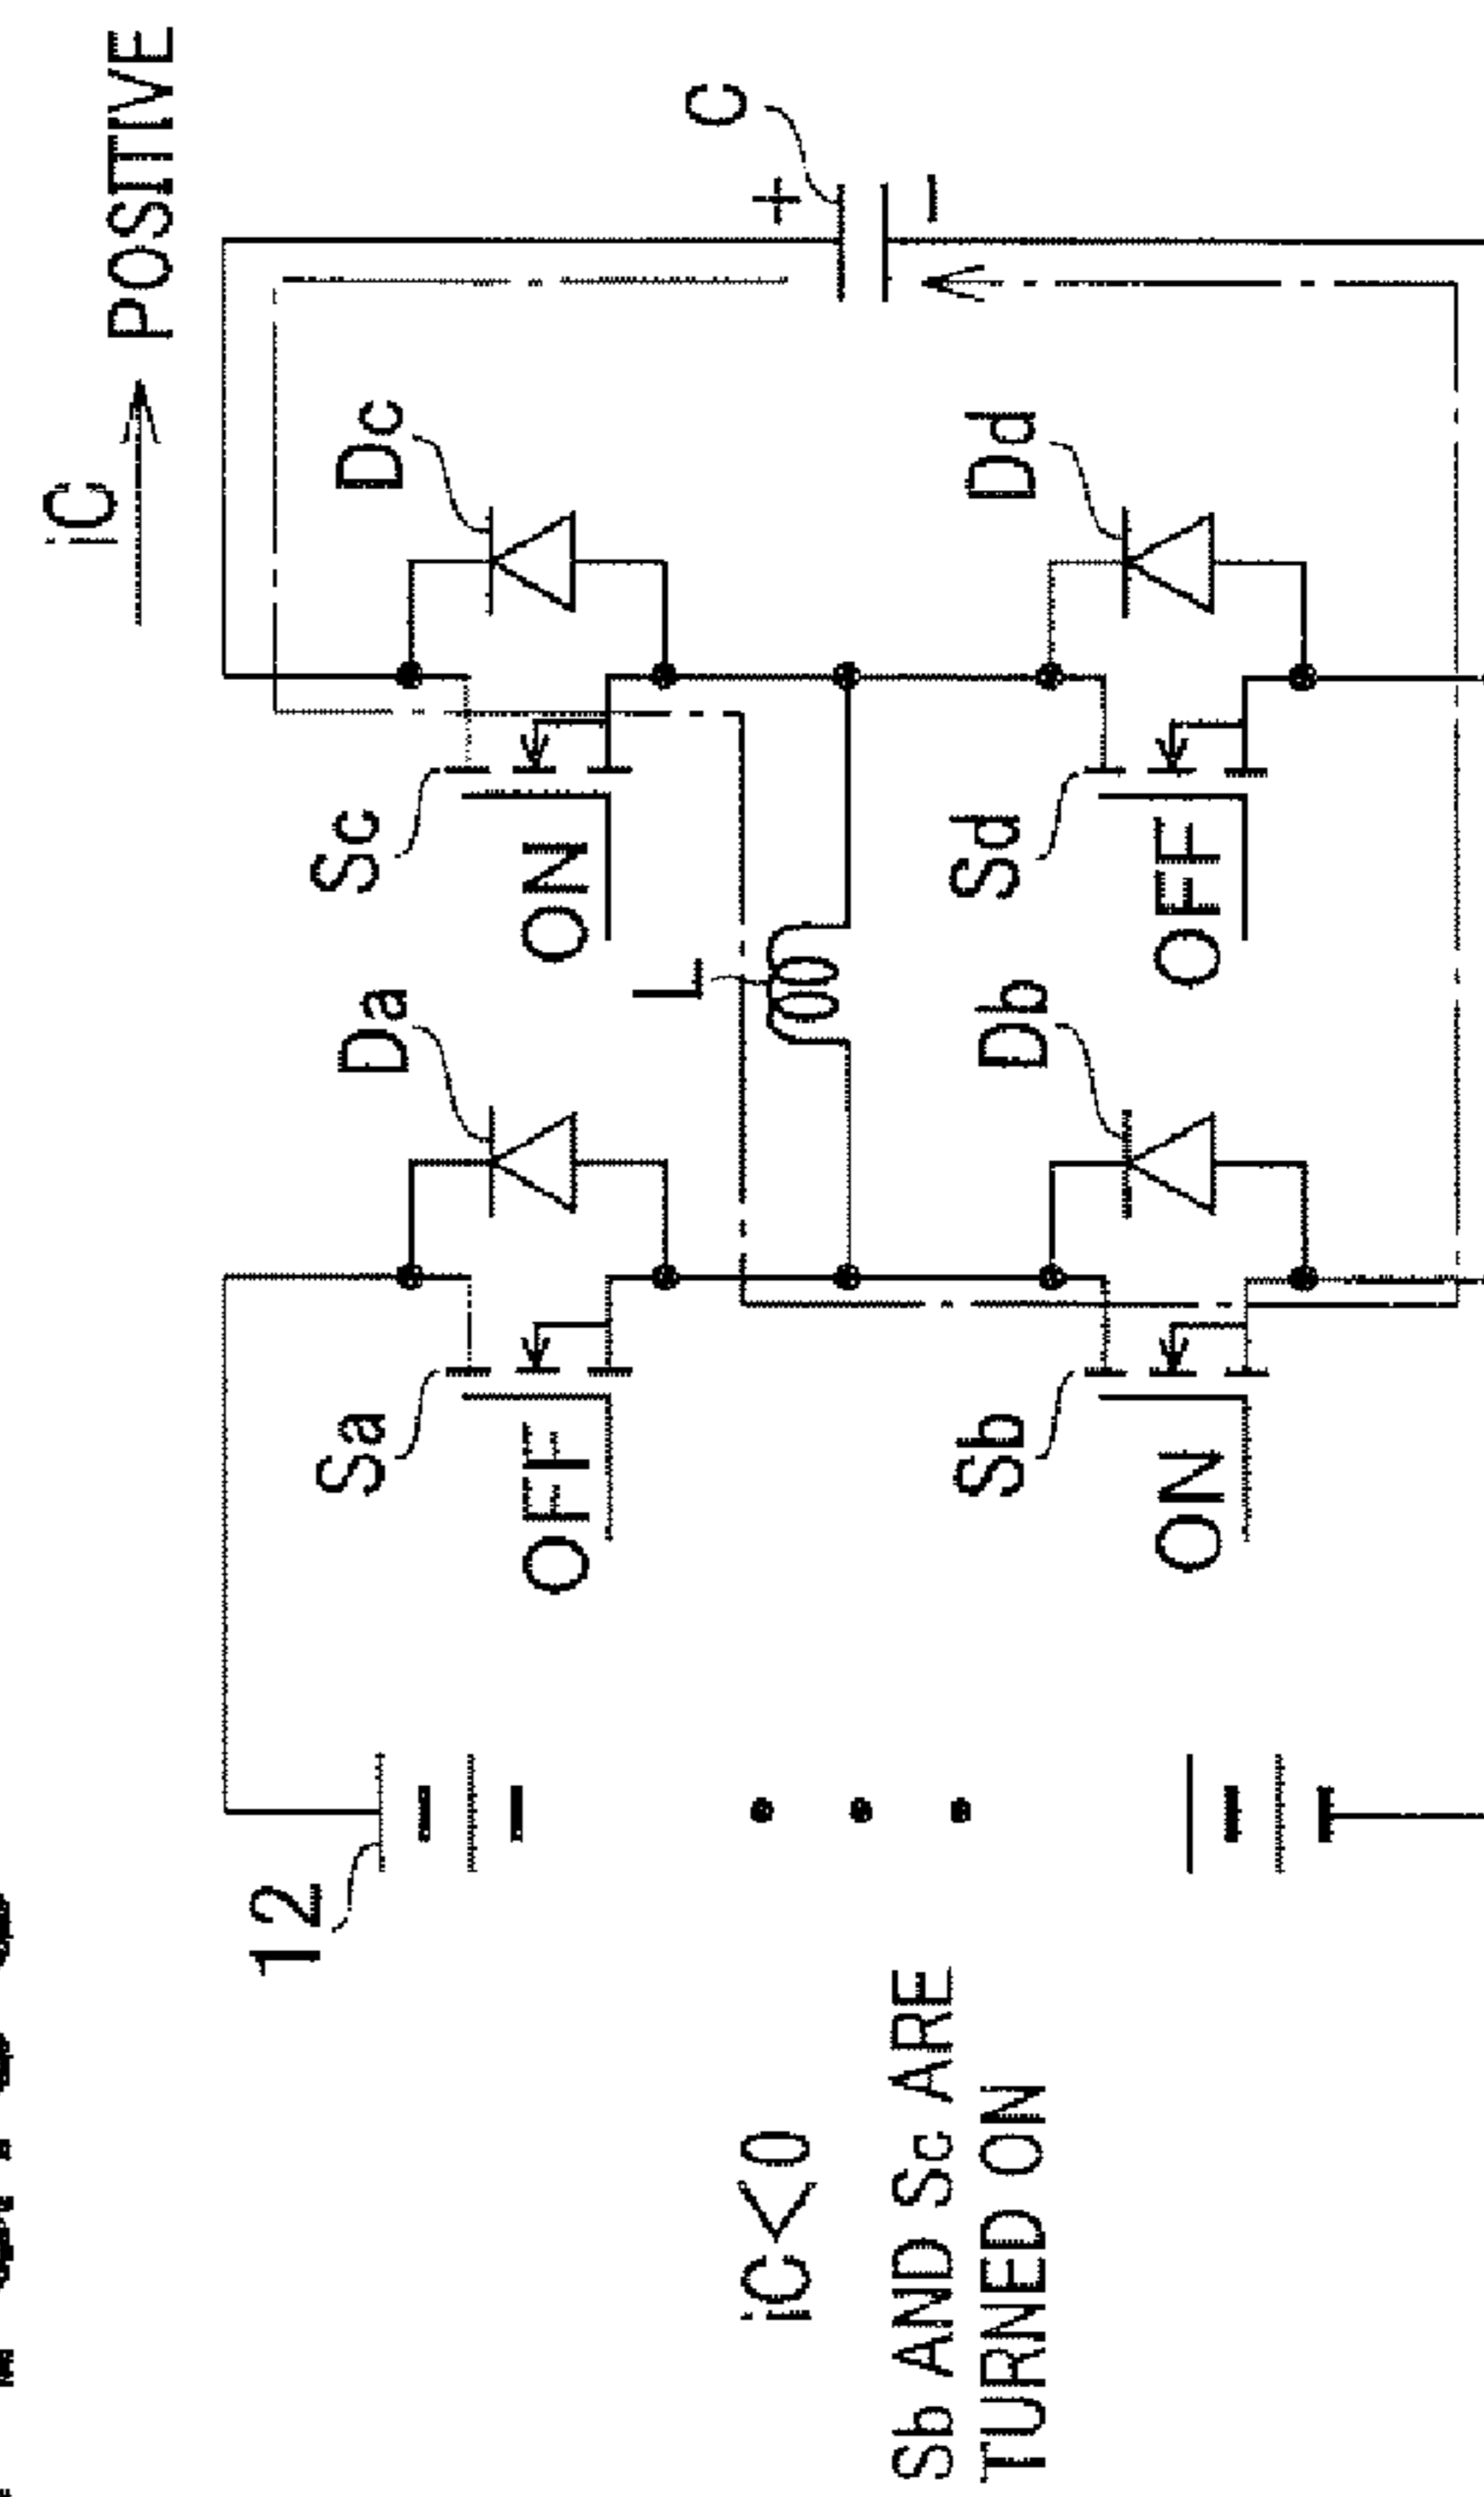 iC<0
Sb AND Sc ARE
TURNED ON
iC
POSITIVE
12
Sa
OFF
Da
Sc
ON
Dc
L
C
+
−
Sb
ON
Db
Sd
OFF
Dd